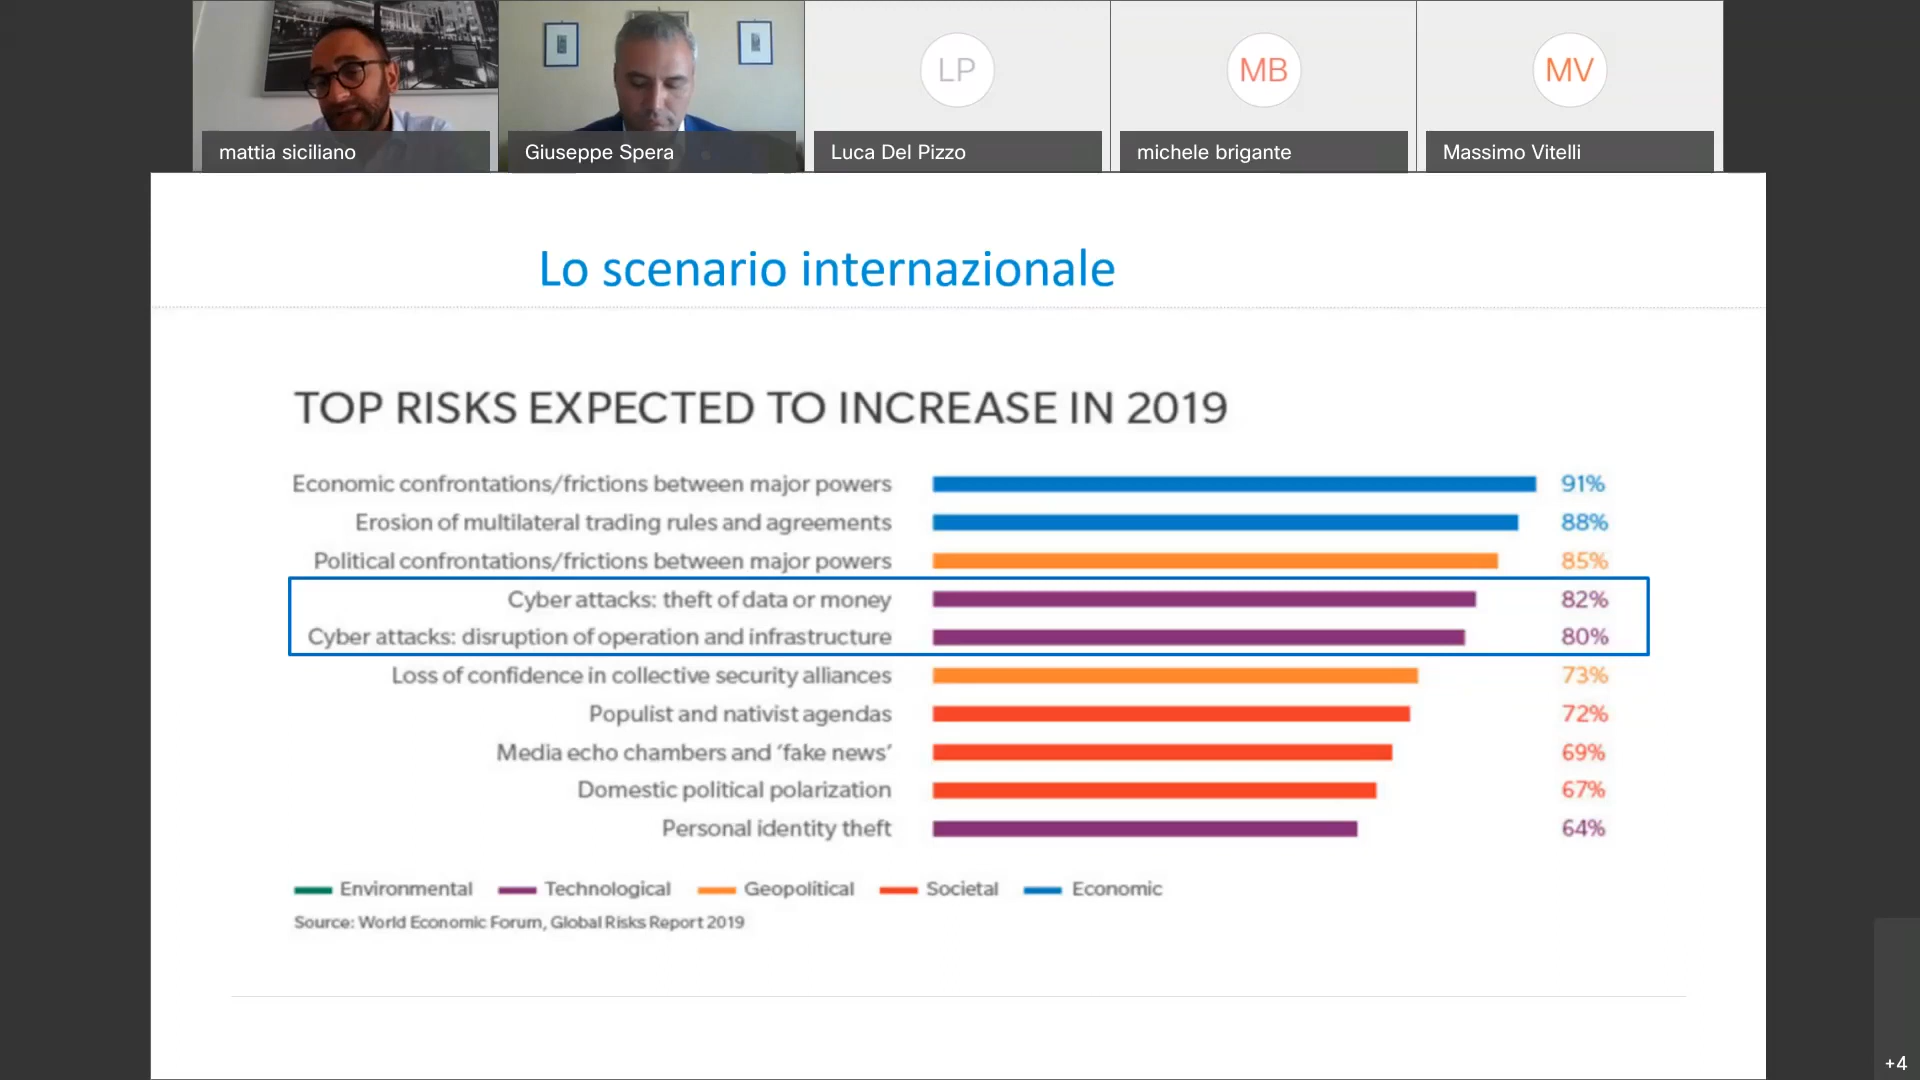 mattia siciliano
Giuseppe Spera
LP
Luca Del Pizzo
MB
michele brigante
MV
Massimo Vitelli
Lo scenario internazionale
TOP RISKS EXPECTED TO INCREASE IN 2019
Economic confrontations/frictions between major powers 91%
Erosion of multilateral trading rules and agreements 88%
Political confrontations/frictions between major powers 85%
Cyber attacks: theft of data or money 82%
Cyber attacks: disruption of operation and infrastructure 80%
Loss of confidence in collective security alliances 73%
Populist and nativist agendas 72%
Media echo chambers and ‘fake news’ 69%
Domestic political polarization 67%
Personal identity theft 64%
Environmental Technological Geopolitical Societal Economic
Source: World Economic Forum, Global Risks Report 2019
+4